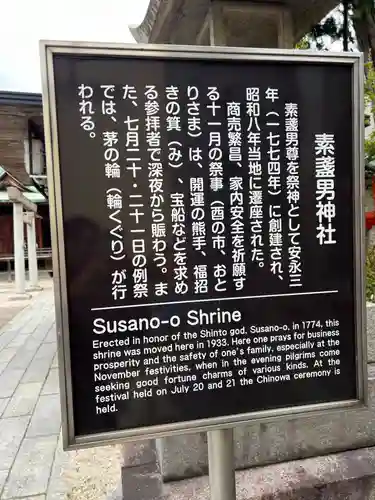 素盞男神社
素盞男尊を祭神として安永三
年（一七七四年）に創建され、
昭和八年当地に遷座された。
商売繁昌、家内安全を祈願す
る十一月の祭事（酉の市、おと
りさま）は、開運の熊手、福招
きの箕（み）、宝船などを求め
る参拝者で深夜から賑わう。ま
た、七月二十・二十一日の例祭
では、茅の輪（輪くぐり）が行
われる。
Susano-o Shrine
Erected in honor of the Shinto god, Susano-o, in 1774, this
shrine was moved here in 1933. Here one prays for business
prosperity and the safety of one's family, especially at the
November festivities, when in the evening pilgrims come
seeking good fortune charms of various kinds. At the
festival held on July 20 and 21 the Chinowa ceremony is
held.